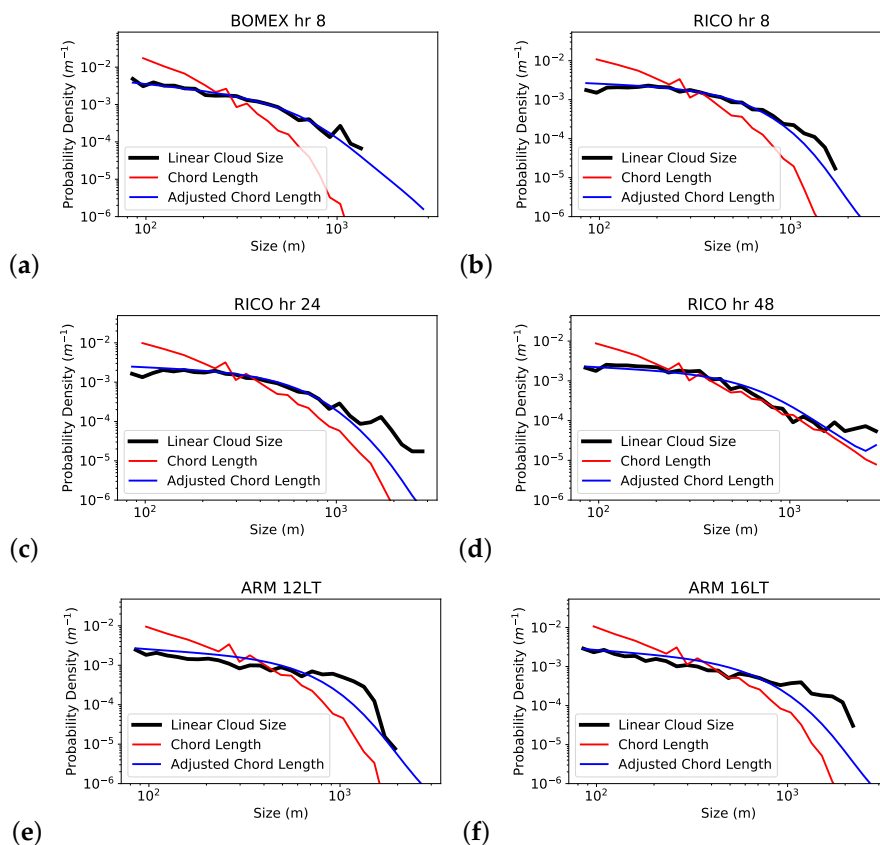 BOMEX hr 8
Probability Density (m⁻¹)
10⁻²
10⁻³
10⁻⁴
10⁻⁵
10⁻⁶
Linear Cloud Size
Chord Length
Adjusted Chord Length
10² 10³
Size (m)
(a)
RICO hr 8
Probability Density (m⁻¹)
10⁻²
10⁻³
10⁻⁴
10⁻⁵
10⁻⁶
Linear Cloud Size
Chord Length
Adjusted Chord Length
10² 10³
Size (m)
(b)
RICO hr 24
Probability Density (m⁻¹)
10⁻²
10⁻³
10⁻⁴
10⁻⁵
10⁻⁶
Linear Cloud Size
Chord Length
Adjusted Chord Length
10² 10³
Size (m)
(c)
RICO hr 48
Probability Density (m⁻¹)
10⁻²
10⁻³
10⁻⁴
10⁻⁵
10⁻⁶
Linear Cloud Size
Chord Length
Adjusted Chord Length
10² 10³
Size (m)
(d)
ARM 12LT
Probability Density (m⁻¹)
10⁻²
10⁻³
10⁻⁴
10⁻⁵
10⁻⁶
Linear Cloud Size
Chord Length
Adjusted Chord Length
10² 10³
Size (m)
(e)
ARM 16LT
Probability Density (m⁻¹)
10⁻²
10⁻³
10⁻⁴
10⁻⁵
10⁻⁶
Linear Cloud Size
Chord Length
Adjusted Chord Length
10² 10³
Size (m)
(f)